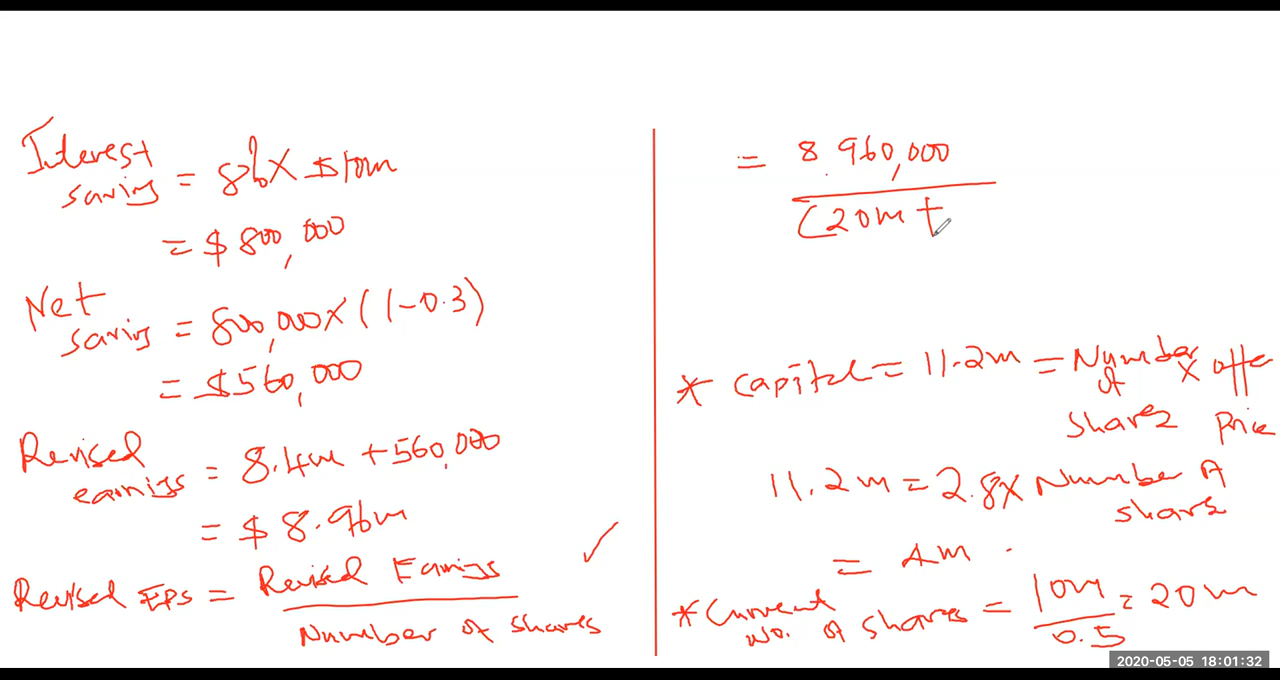 Interest
saving = 8% X $10m
= $ 800,000
Net
saving = 800,000 X (1-0.3)
= $560,000
Revised
earnings = 8.4m + 560,000
= $ 8.96m
Revised EPS = Revised Earnings
Number of shares
= 8 960,000
(20m +
* Capital = 11.2m = Number X offer
of
shares price
11.2m = 2.8 X Number of
shares
= 4m
* Current
No. of shares = 10m = 20m
0.5
2020-05-05 18:01:32